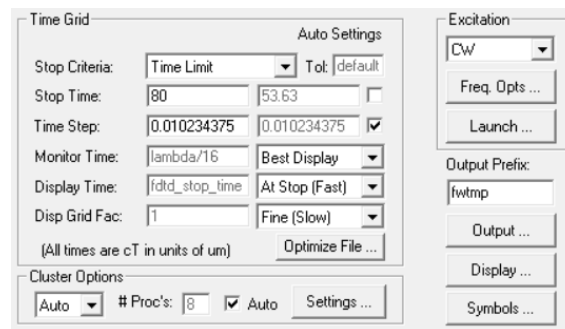 Time Grid
Auto Settings
Stop Criteria: Time Limit Tol: default
Stop Time: 80 53.63
Time Step: 0.010234375 0.010234375
Monitor Time: lambda/16 Best Display
Display Time: fdtd_stop_time At Stop (Fast)
Disp Grid Fac: 1 Fine (Slow)
(All times are cT in units of um) Optimize File ...
Cluster Options
Auto # Proc's: 8 Auto Settings ...
Excitation
CW
Freq. Opts ...
Launch ...
Output Prefix:
fwtmp
Output ...
Display ...
Symbols ...